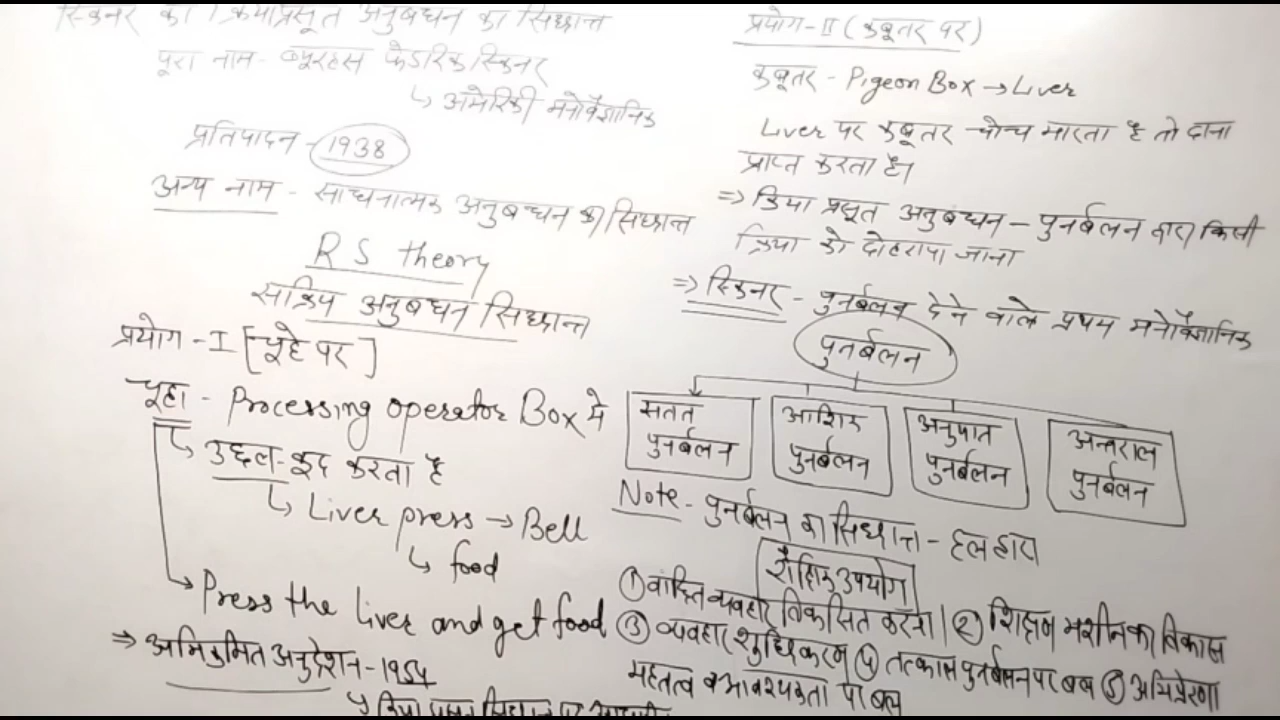 स्किनर का क्रियाप्रसूत अनुबन्धन का सिद्धान्त
पूरा नाम - ब्यूरहस फ्रेडरिक स्किनर
↳ अमेरिकी मनोवैज्ञानिक
प्रतिपादन - 1938
अन्य नाम - साधनात्मक अनुबन्धन का सिद्धान्त
R S theory
सक्रिय अनुबन्धन सिद्धान्त
प्रयोग - I [चूहे पर]
चूहा - Processing operator Box में
↳ उछल-कूद करता है
↳ Liver press → Bell
↳ food
→ Press the liver and get food
⇒ अभिक्रमित अनुदेशन - 1954
प्रयोग - II (कबूतर पर)
कबूतर - Pigeon Box → Liver
Liver पर कबूतर चोंच मारता है तो दाना
प्राप्त करता है।
⇒ क्रिया प्रसूत अनुबन्धन - पुनर्बलन द्वारा किसी
क्रिया को दोहराया जाना
⇒ स्किनर - पुनर्बलन देने वाले प्रथम मनोवैज्ञानिक
पुनर्बलन
सतत पुनर्बलन
आंशिक पुनर्बलन
अनुपात पुनर्बलन
अन्तराल पुनर्बलन
Note - पुनर्बलन का सिद्धान्त - हल द्वारा
शैक्षिक उपयोग
① वांछित व्यवहार विकसित करना। ② शिक्षण मशीन का विकास
③ व्यवहार शुद्धिकरण ④ तत्काल पुनर्बलन पर बल ⑤ अभिप्रेरणा
महत्त्व व आवश्यकता पर बल